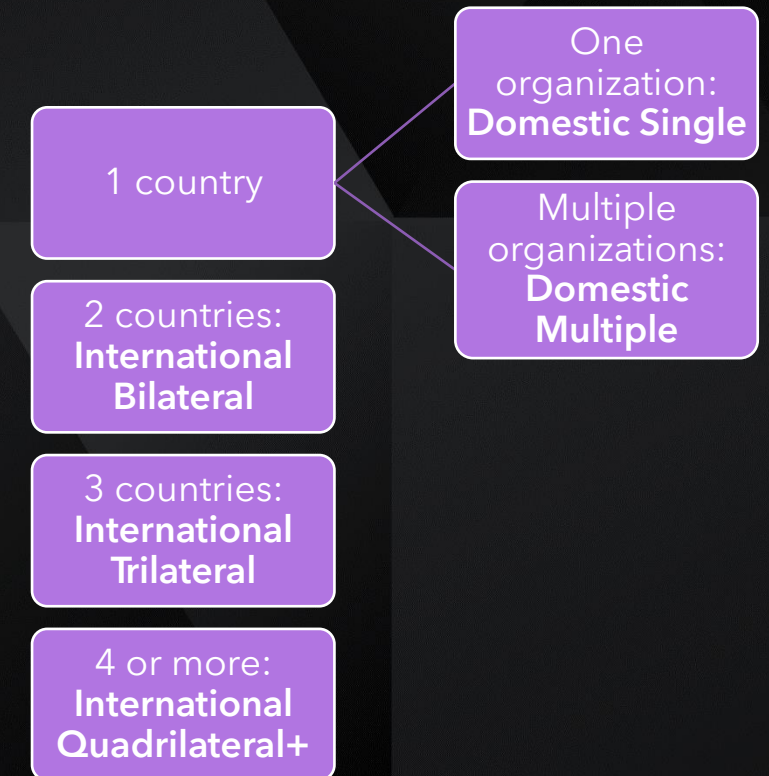 1 country
One
organization:
Domestic Single
Multiple
organizations:
Domestic
Multiple
2 countries:
International
Bilateral
3 countries:
International
Trilateral
4 or more:
International
Quadrilateral+